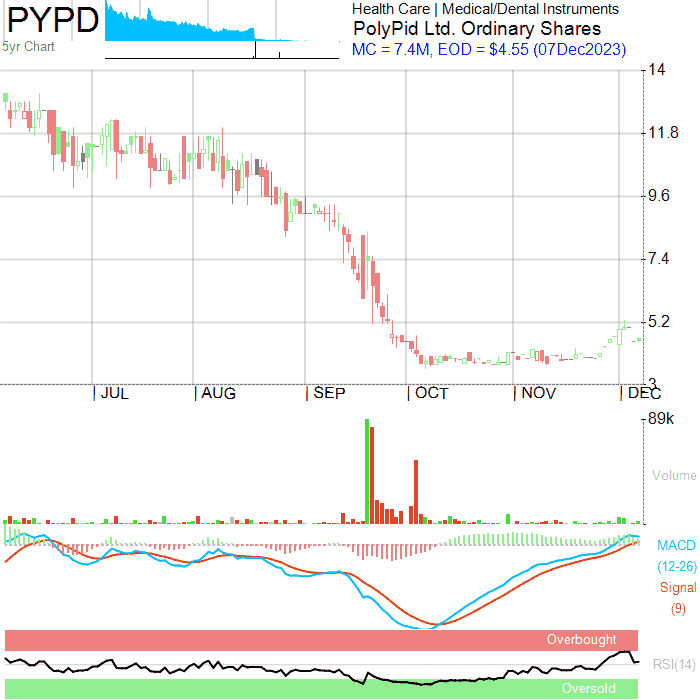 PYPD
5yr Chart
Health Care | Medical/Dental Instruments
PolyPid Ltd. Ordinary Shares
MC = 7.4M, EOD = $4.55 (07Dec2023)
14
11.8
9.6
7.4
5.2
3
JUL
AUG
SEP
OCT
NOV
DEC
89k
Volume
MACD
(12-26)
Signal
(9)
Overbought
RSI(14)
Oversold